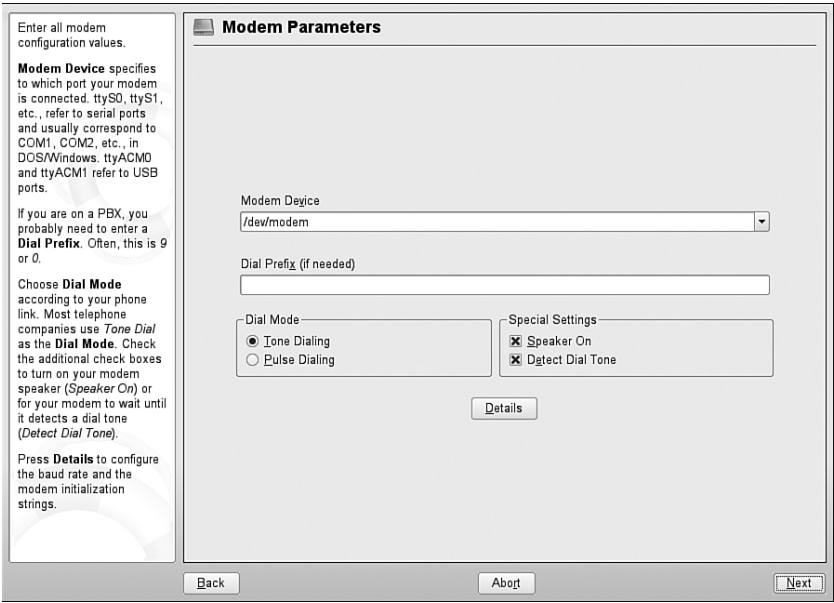 Enter all modem
configuration values.
Modem Device specifies
to which port your modem
is connected. ttyS0, ttyS1,
etc., refer to serial ports
and usually correspond to
COM1, COM2, etc., in
DOS/Windows. ttyACM0
and ttyACM1 refer to USB
ports.
If you are on a PBX, you
probably need to enter a
Dial Prefix. Often, this is 9
or 0.
Choose Dial Mode
according to your phone
link. Most telephone
companies use Tone Dial
as the Dial Mode. Check
the additional check boxes
to turn on your modem
speaker (Speaker On) or
for your modem to wait until
it detects a dial tone
(Detect Dial Tone).
Press Details to configure
the baud rate and the
modem initialization
strings.
Modem Parameters
Modem Device
/dev/modem
Dial Prefix (if needed)
Dial Mode
Tone Dialing
Pulse Dialing
Special Settings
Speaker On
Detect Dial Tone
Details
Back
Abort
Next